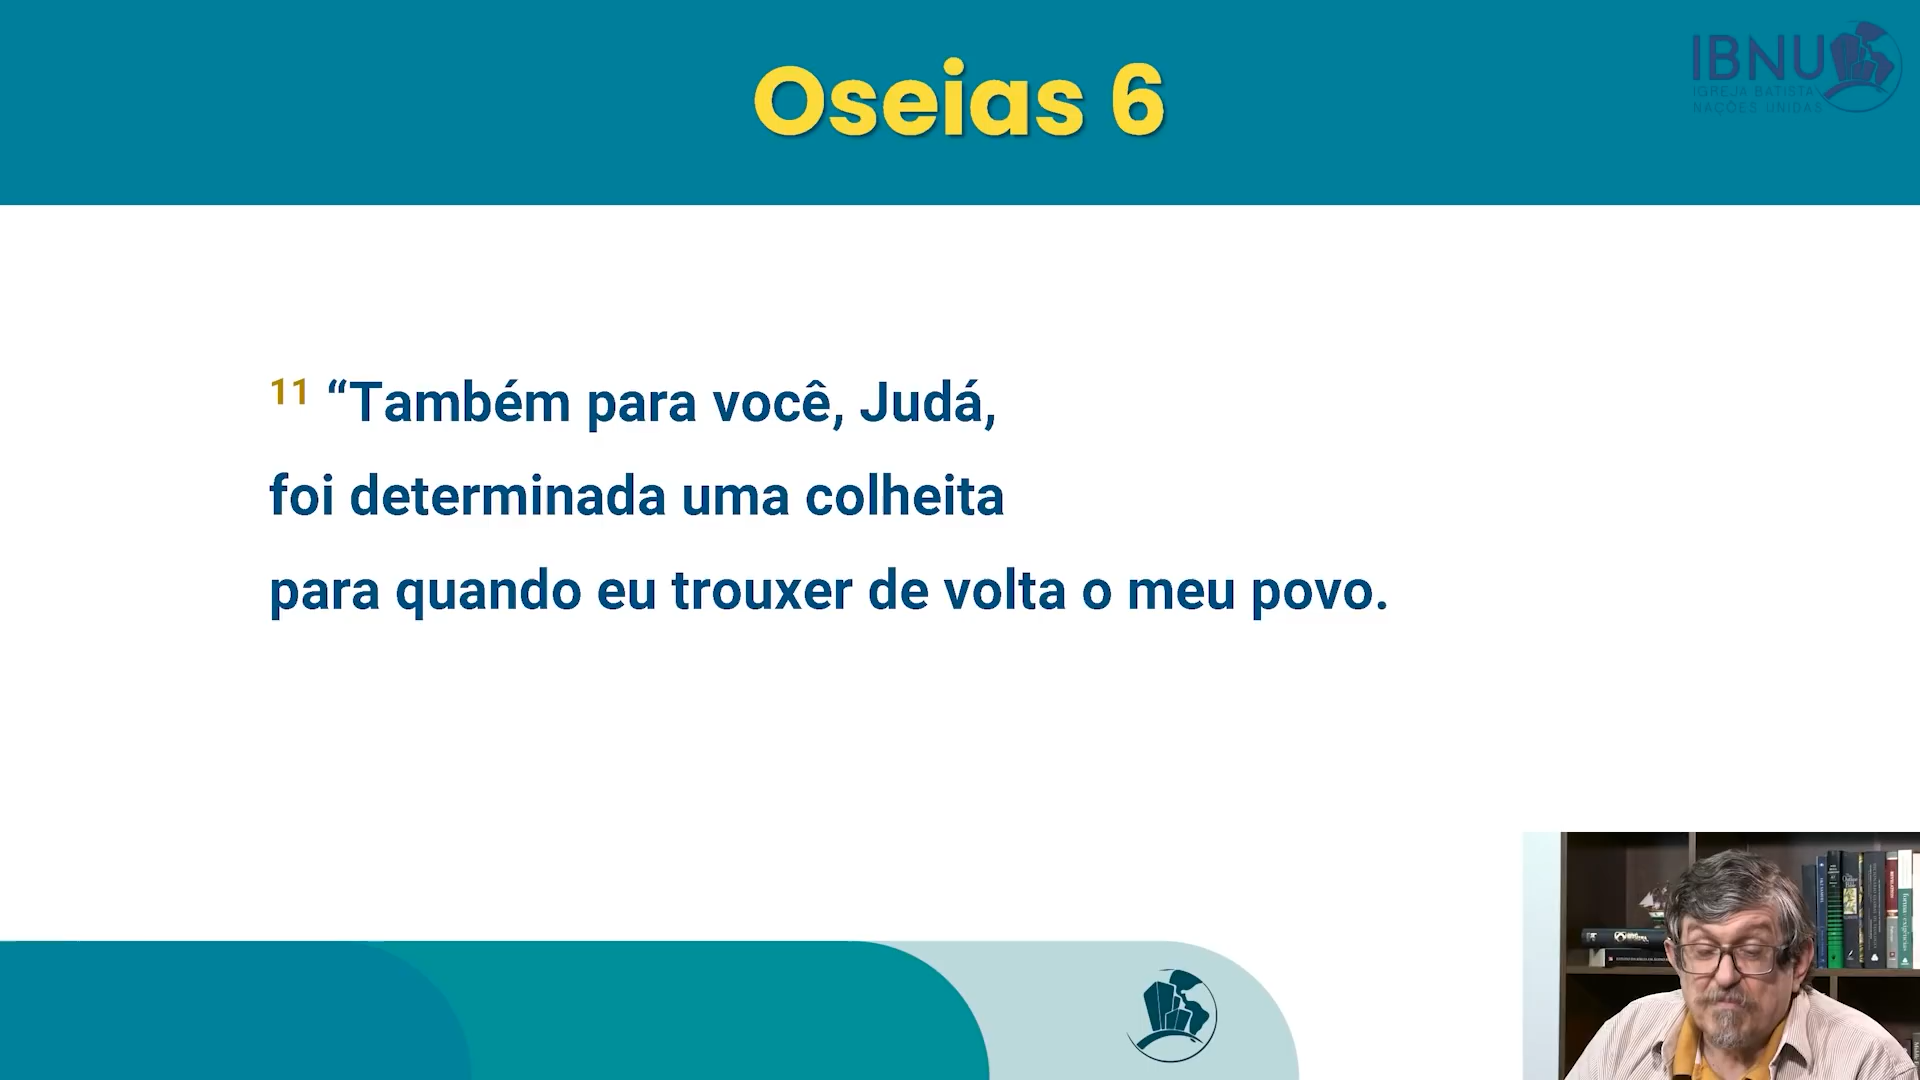 Oseias 6
IBNU
IGREJA BATISTA
NAÇÕES UNIDAS
11 “Também para você, Judá,
foi determinada uma colheita
para quando eu trouxer de volta o meu povo.